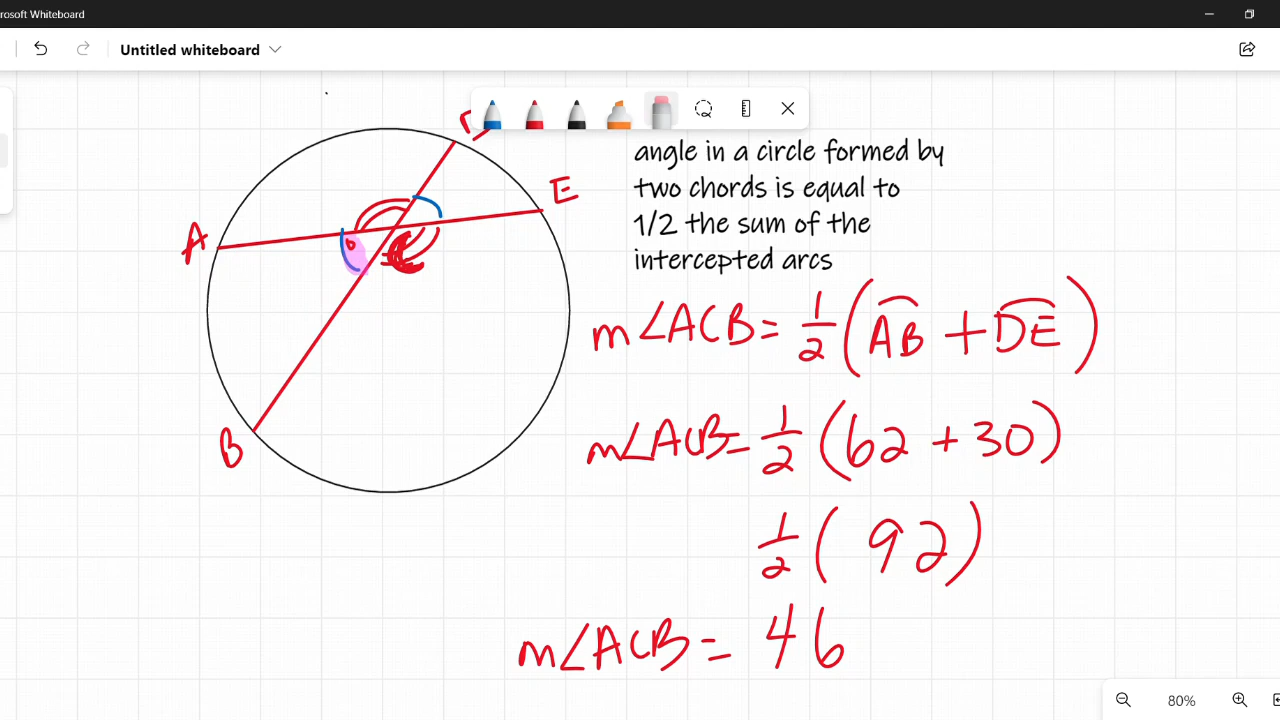 rosoft Whiteboard
Untitled whiteboard
D
angle in a circle formed by
two chords is equal to
1/2 the sum of the
intercepted arcs
E
A
B
m∠ACB = 1/2 (AB + DE)
m∠ACB = 1/2 (62 + 30)
1/2 (92)
m∠ACB = 46
80%